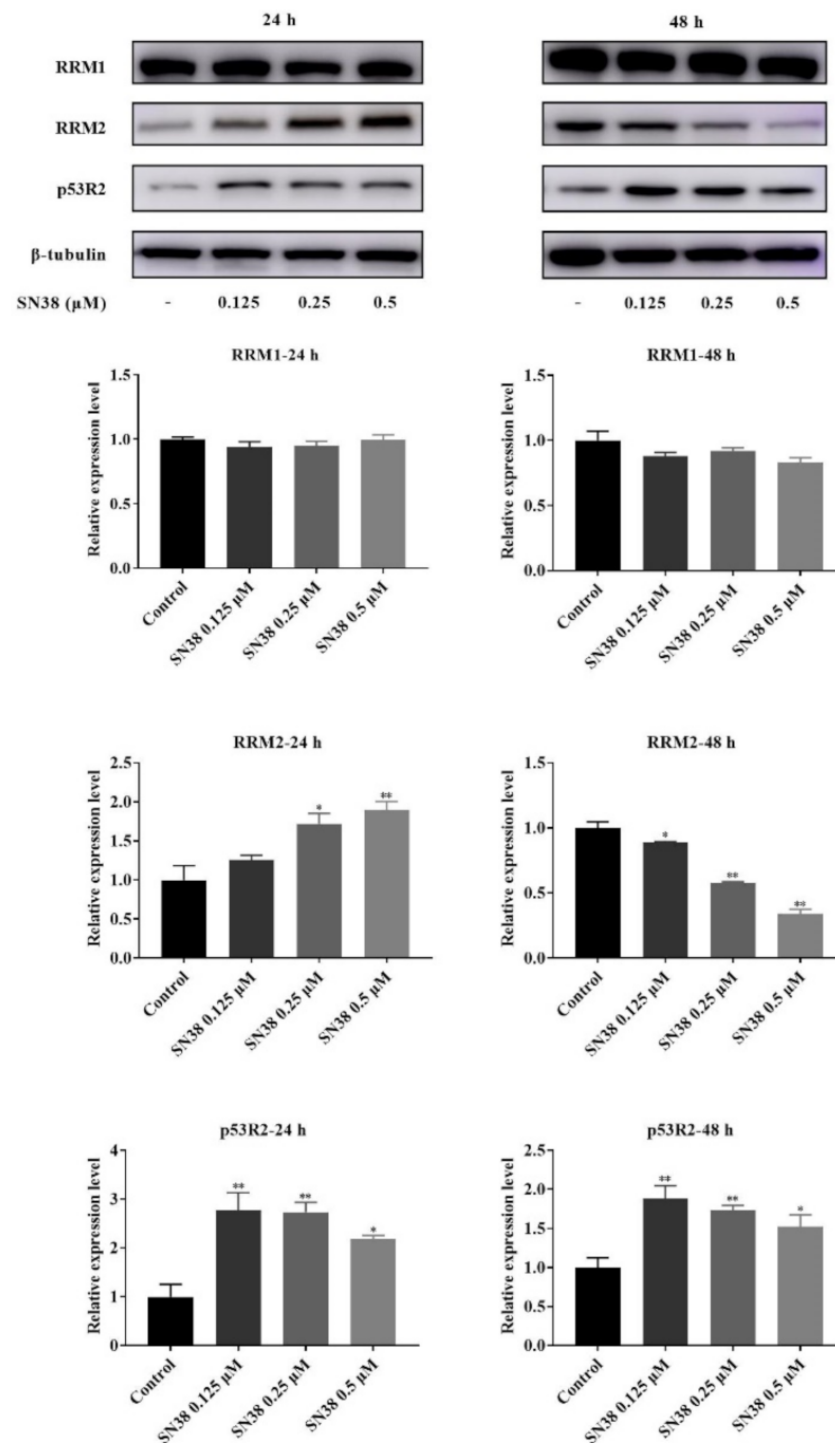 24 h 48 h
RRM1
RRM2
p53R2
β-tubulin
SN38 (μM) - 0.125 0.25 0.5 - 0.125 0.25 0.5
RRM1-24 h
Relative expression level
1.5
1.0
0.5
0.0
Control
SN38 0.125 μM
SN38 0.25 μM
SN38 0.5 μM
RRM1-48 h
Relative expression level
1.5
1.0
0.5
0.0
Control
SN38 0.125 μM
SN38 0.25 μM
SN38 0.5 μM
RRM2-24 h
Relative expression level
2.5
2.0
1.5
1.0
0.5
0.0
*
**
Control
SN38 0.125 μM
SN38 0.25 μM
SN38 0.5 μM
RRM2-48 h
Relative expression level
1.5
1.0
0.5
0.0
*
**
**
Control
SN38 0.125 μM
SN38 0.25 μM
SN38 0.5 μM
p53R2-24 h
Relative expression level
4
3
2
1
0
**
**
*
Control
SN38 0.125 μM
SN38 0.25 μM
SN38 0.5 μM
p53R2-48 h
Relative expression level
2.5
2.0
1.5
1.0
0.5
0.0
**
**
*
Control
SN38 0.125 μM
SN38 0.25 μM
SN38 0.5 μM